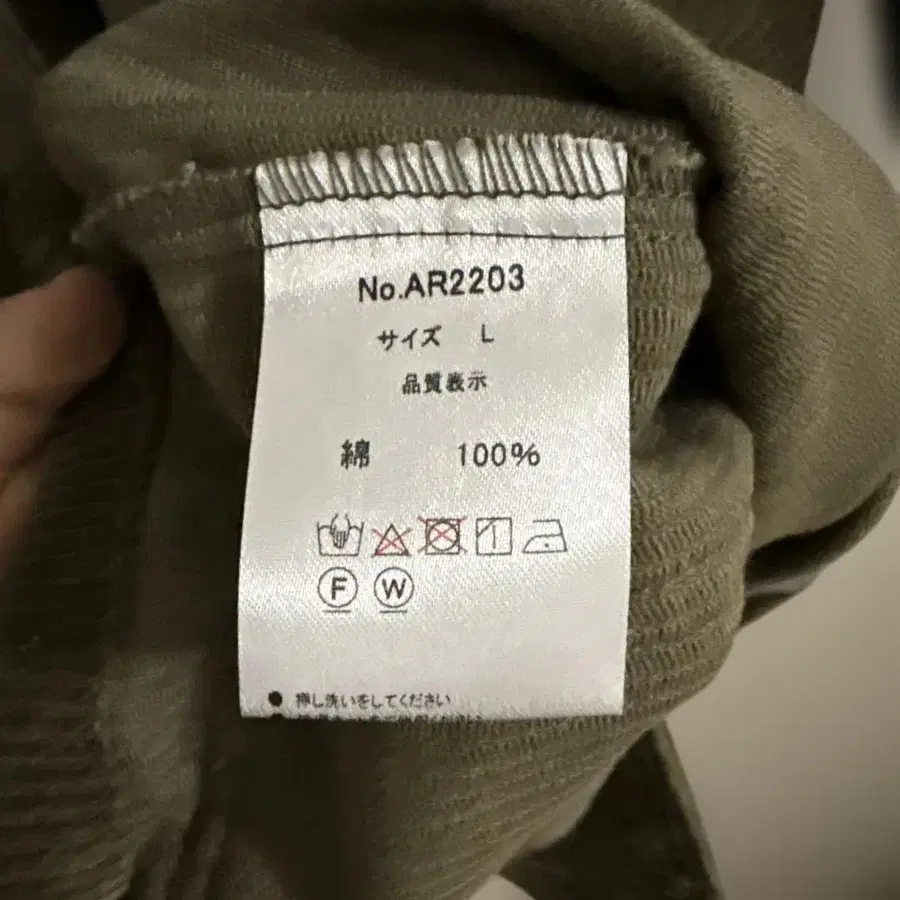 No.AR2203
サイズ L
品質表示
綿 100%
F W
● 押し洗いをしてください